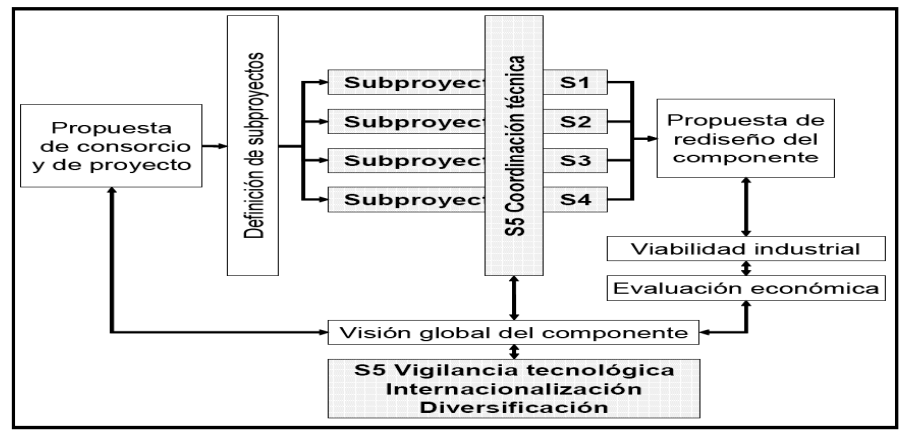 Propuesta
de consorcio
y de proyecto
Definición de subproyectos
Subproyect S1
Subproyect S2
Subproyect S3
Subproyect S4
S5 Coordinación técnica
Propuesta de
rediseño del
componente
Viabilidad industrial
Evaluación económica
Visión global del componente
S5 Vigilancia tecnológica
Internacionalización
Diversificación